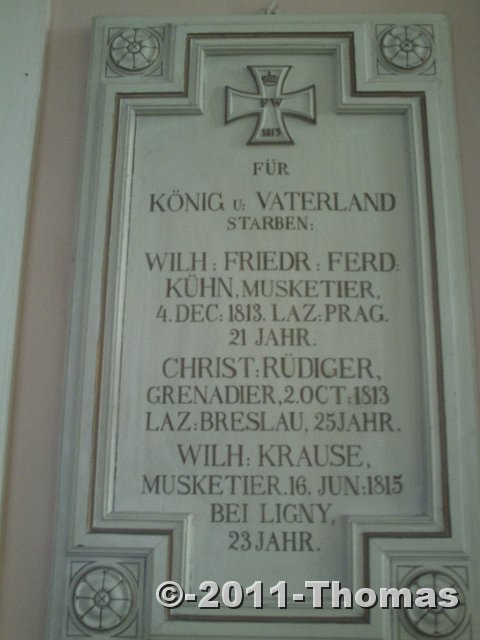 FW
1813
FÜR
KÖNIG U: VATERLAND
STARBEN:
WILH: FRIEDR: FERD:
KÜHN, MUSKETIER,
4. DEC: 1813. LAZ: PRAG.
21 JAHR.
CHRIST: RÜDIGER,
GRENADIER, 2. OCT: 1813
LAZ: BRESLAU, 25 JAHR.
WILH: KRAUSE,
MUSKETIER. 16. JUN: 1815
BEI LIGNY,
23 JAHR.
©-2011-Thomas